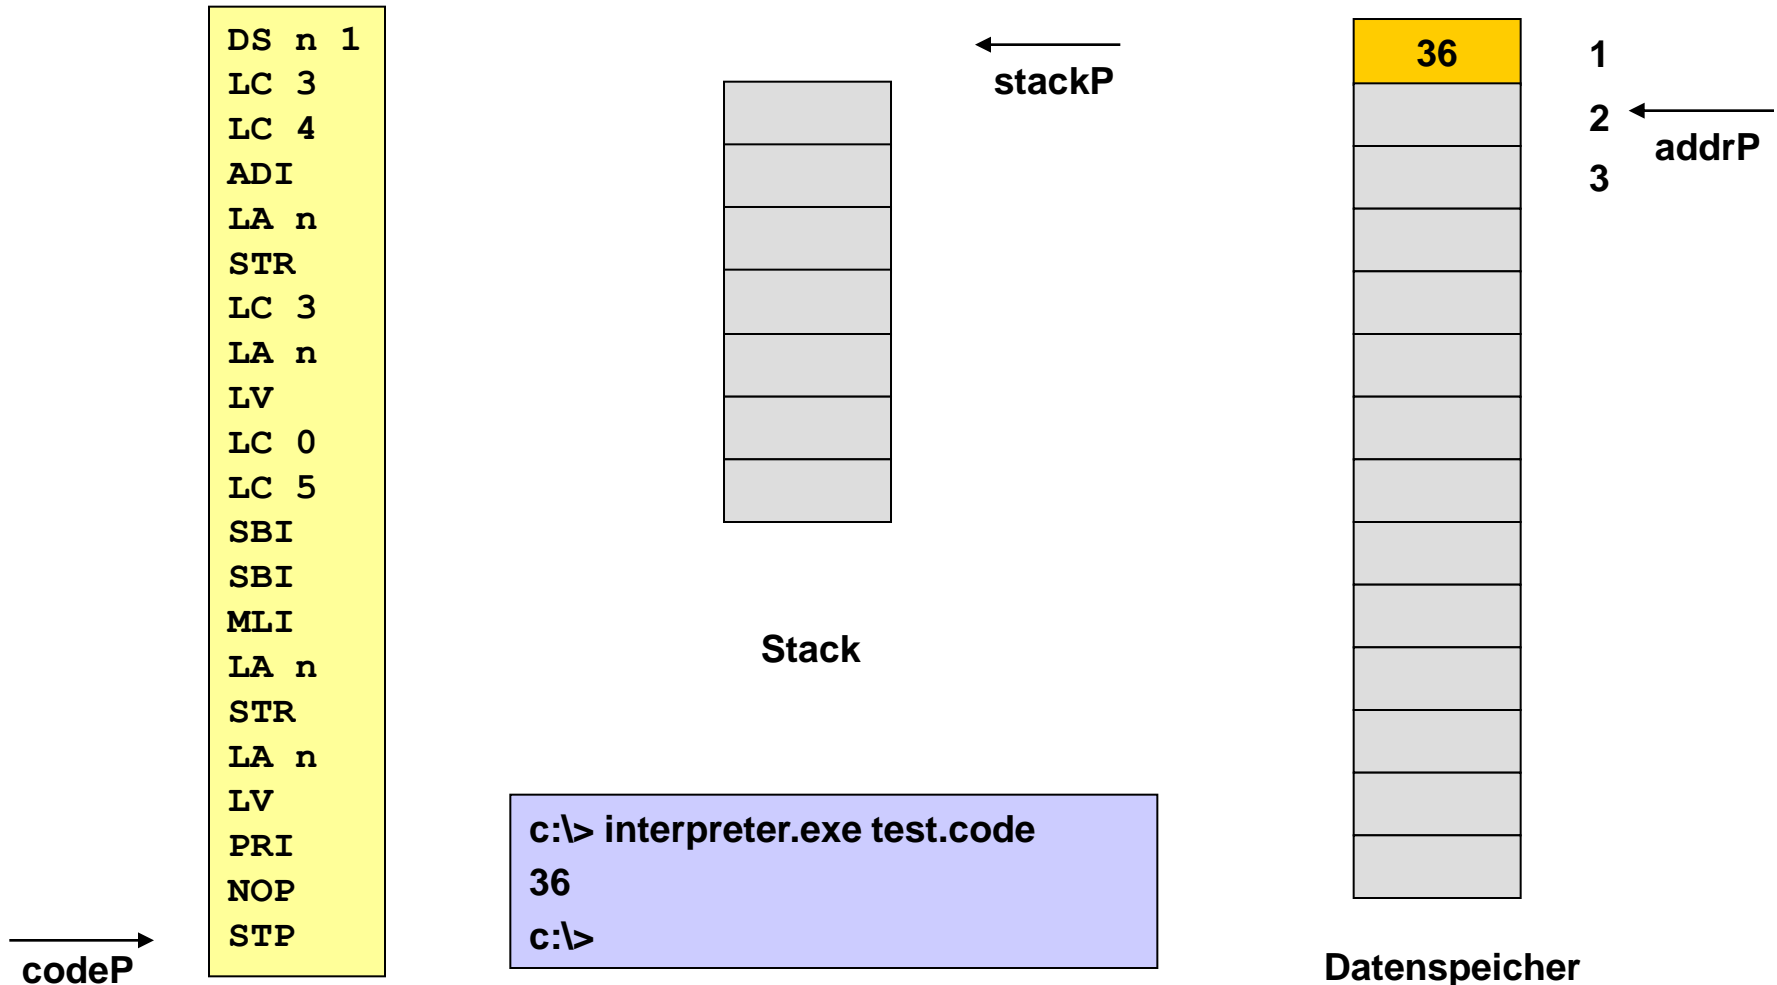 DS n 1
LC 3
LC 4
ADI
LA n
STR
LC 3
LA n
LV
LC 0
LC 5
SBI
SBI
MLI
LA n
STR
LA n
LV
PRI
NOP
STP
codeP
stackP
Stack
c:\> interpreter.exe test.code
36
c:\>
36
1
2
3
addrP
Datenspeicher